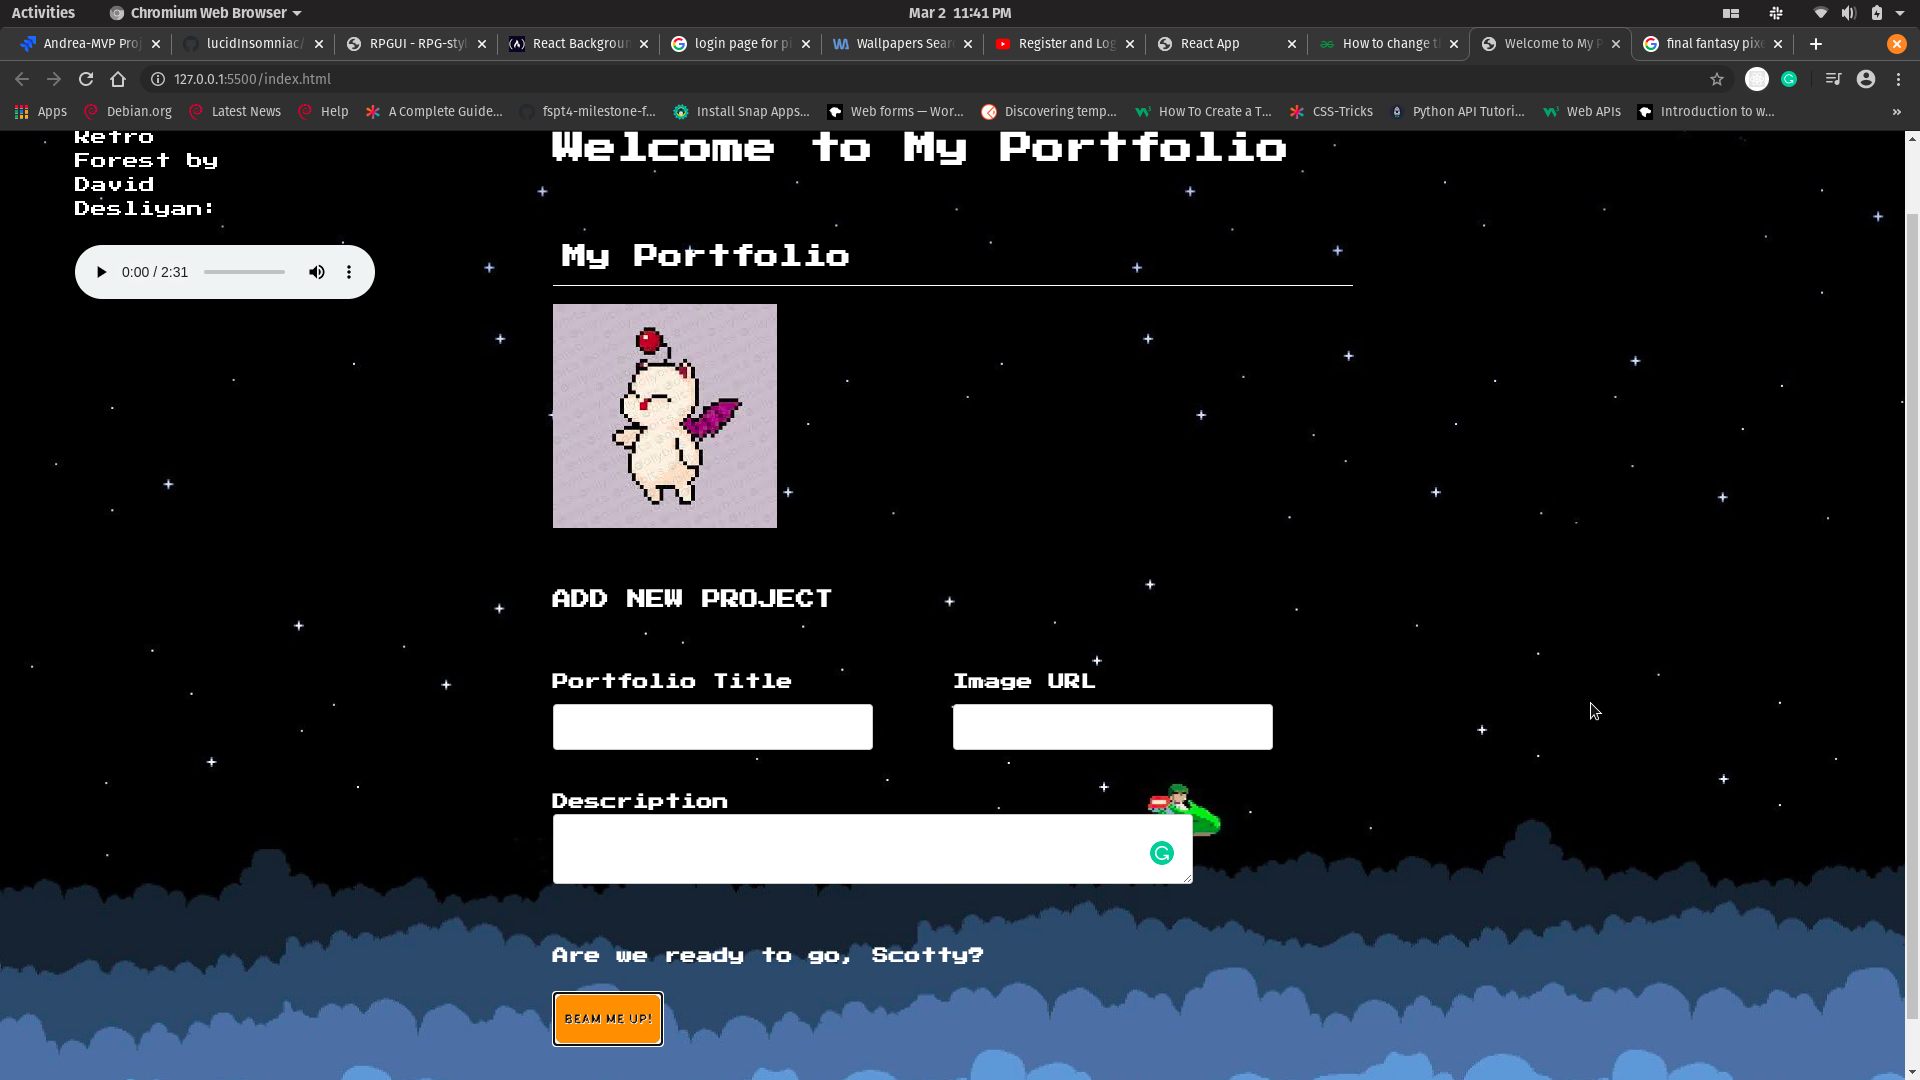 Activities
Chromium Web Browser
Mar 2 11:41 PM
Andrea-MVP Proj
lucidInsomniac/
RPGUI - RPG-styl
React Backgroun
login page for pi
Wallpapers Sear
Register and Log
React App
How to change t
Welcome to My P
final fantasy pixe
127.0.0.1:5500/index.html
Apps
Debian.org
Latest News
Help
A Complete Guide...
fspt4-milestone-f...
Install Snap Apps...
Web forms — Wor...
Discovering temp...
How To Create a T...
CSS-Tricks
Python API Tutori...
Web APIs
Introduction to w...
»
Retro
Forest by
David
Desliyan:
0:00 / 2:31
Welcome to My Portfolio
My Portfolio
ADD NEW PROJECT
Portfolio Title
Image URL
Description
Are we ready to go, Scotty?
BEAM ME UP!